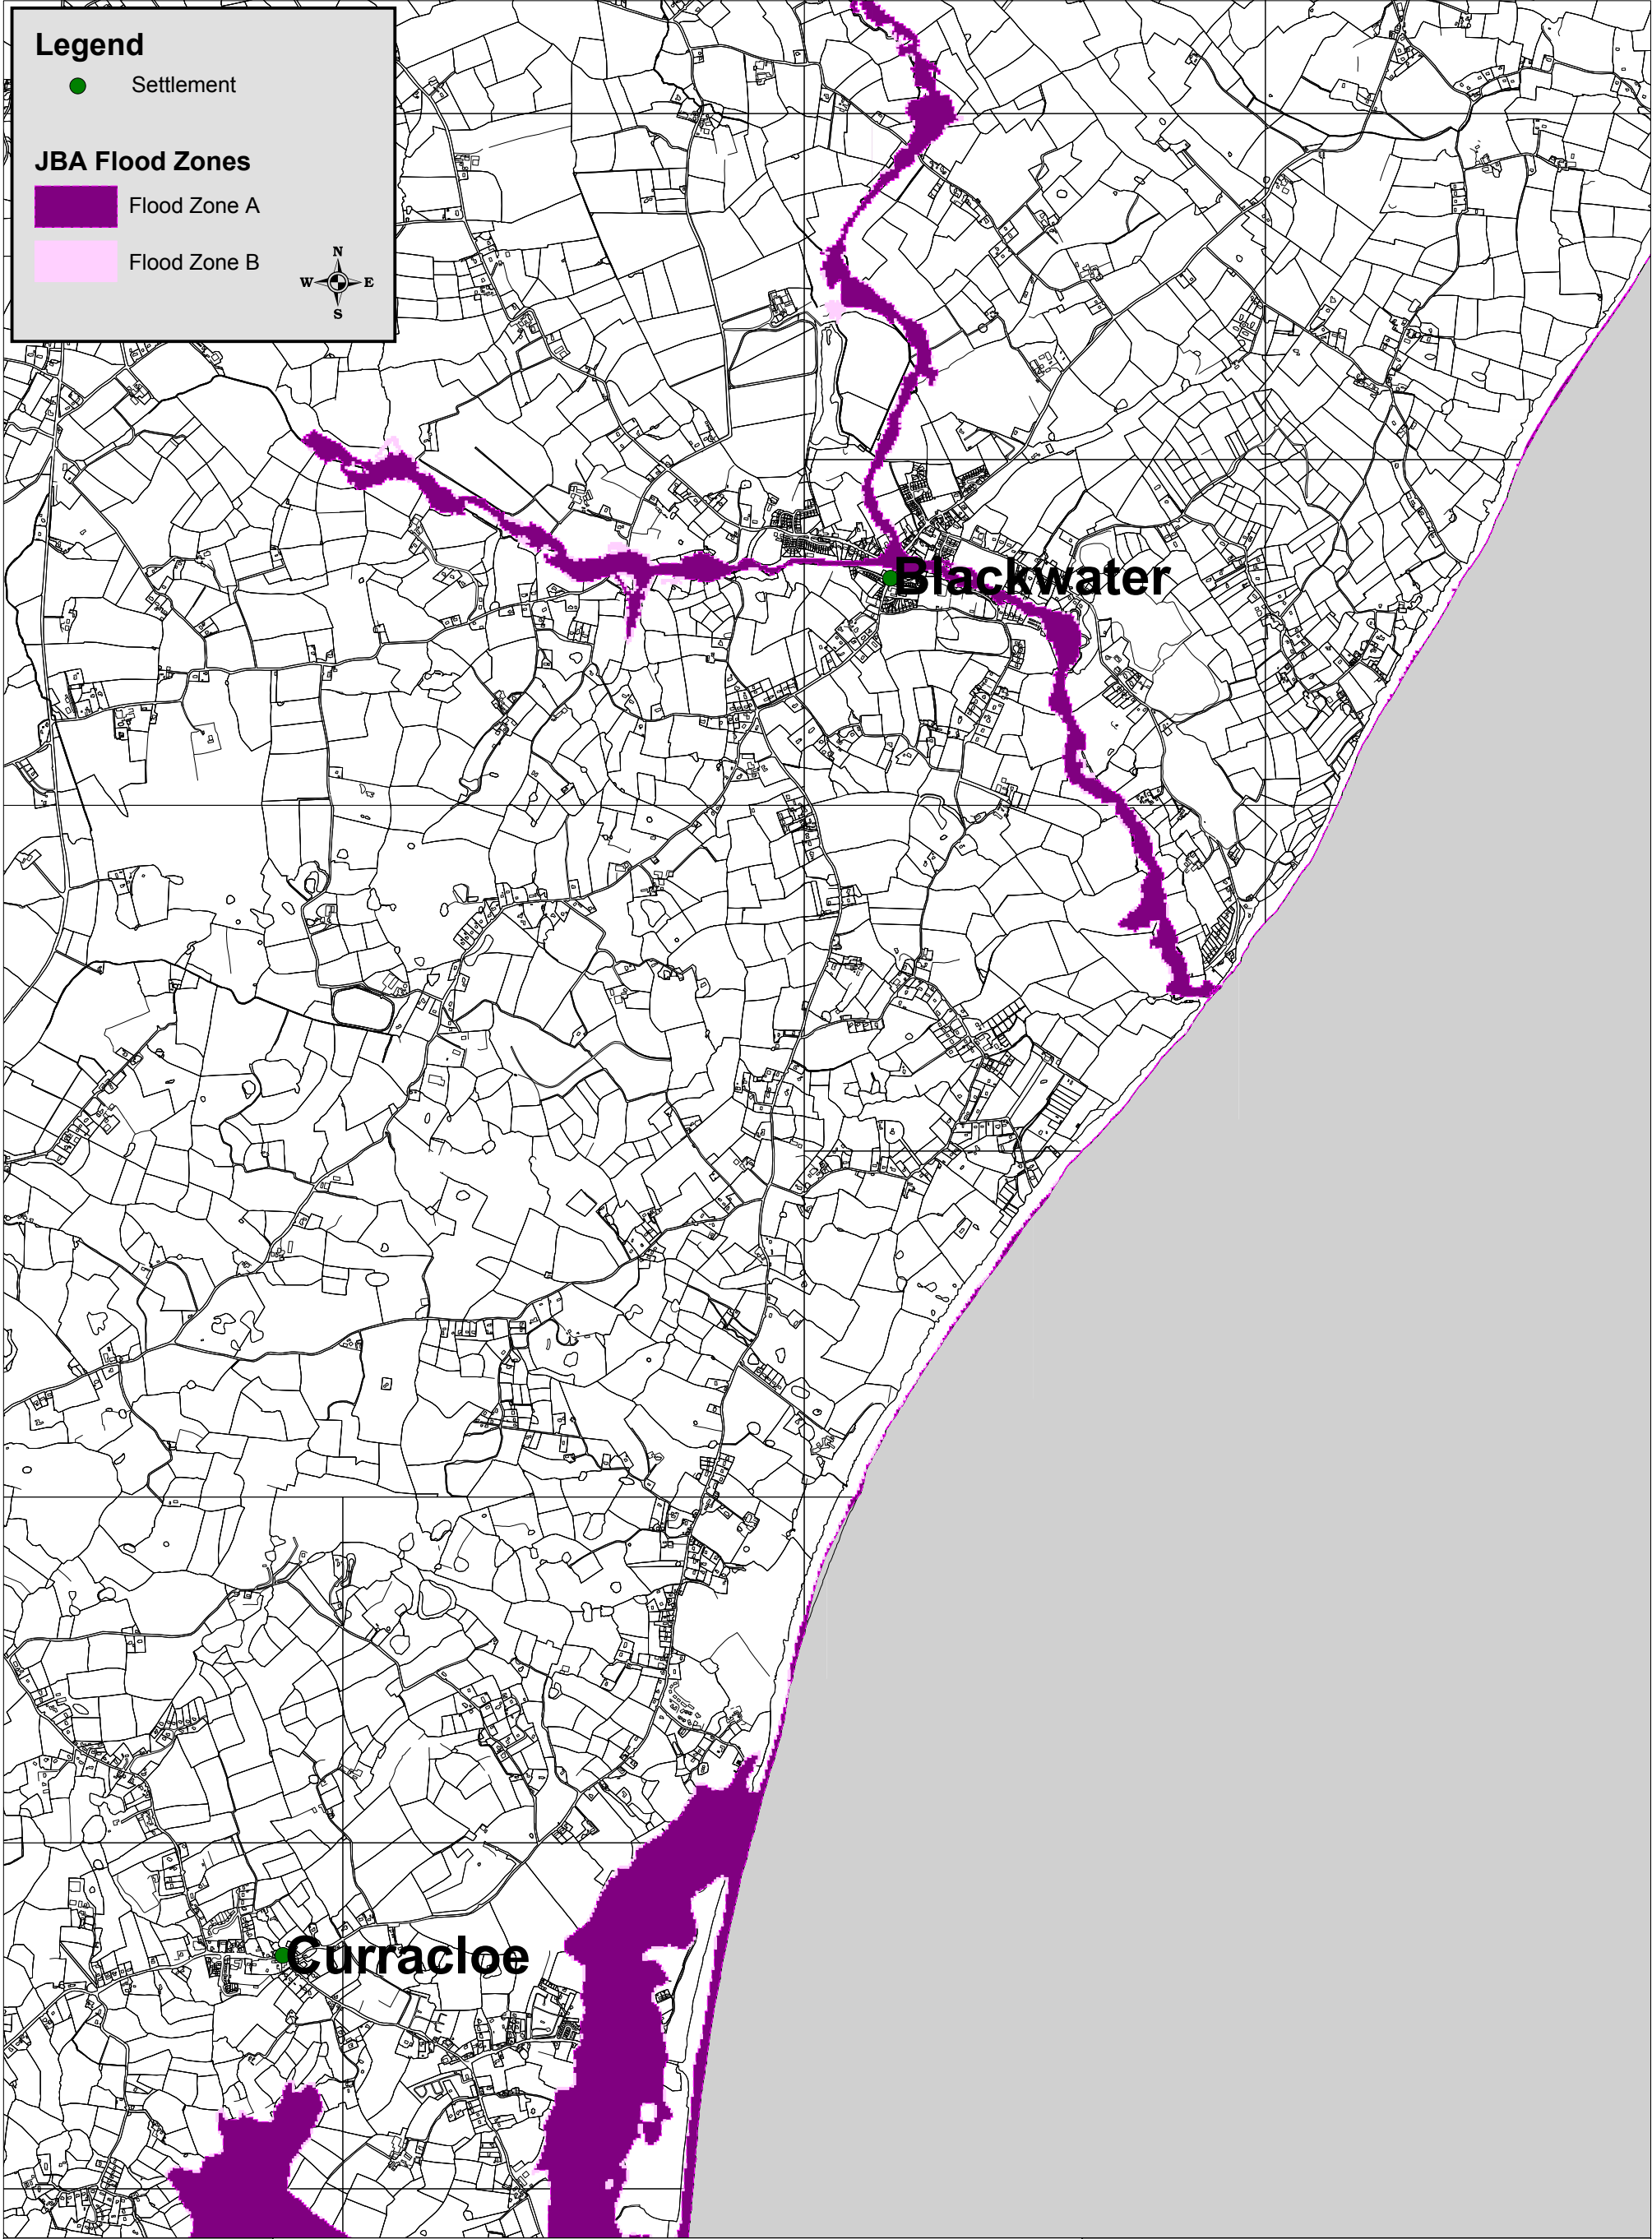 Legend
Settlement
JBA Flood Zones
Flood Zone A
Flood Zone B
N
W E
S
Blackwater
Curracloe